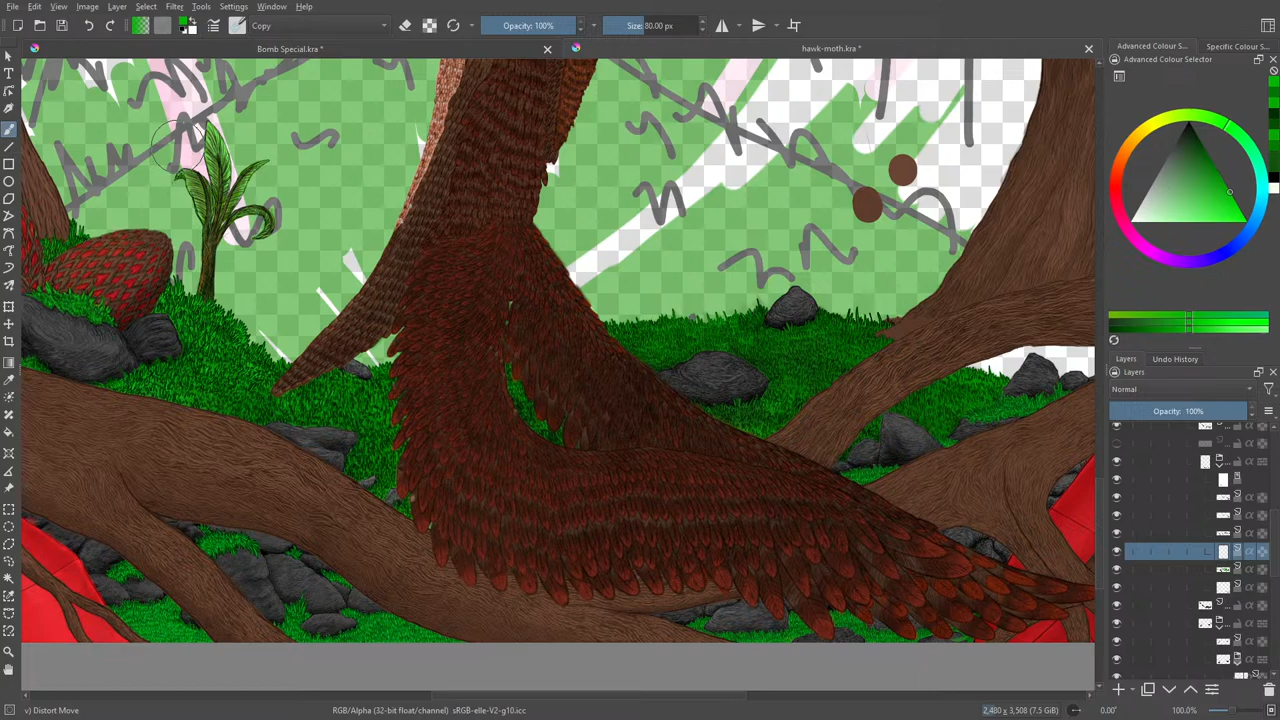 File Edit View Image Layer Select Filter Tools Settings Window Help
Copy Opacity: 100% Size: 80.00 px
Bomb Special.kra * hawk-moth.kra *
Advanced Colour S... Specific Colour S...
Advanced Colour Selector
Layers Undo History
Layers
Normal
Opacity: 100%
v) Distort Move RGB/Alpha (32-bit float/channel) sRGB-elle-V2-g10.icc 2,480 x 3,508 (7.5 GiB) 0.00° 100.0%